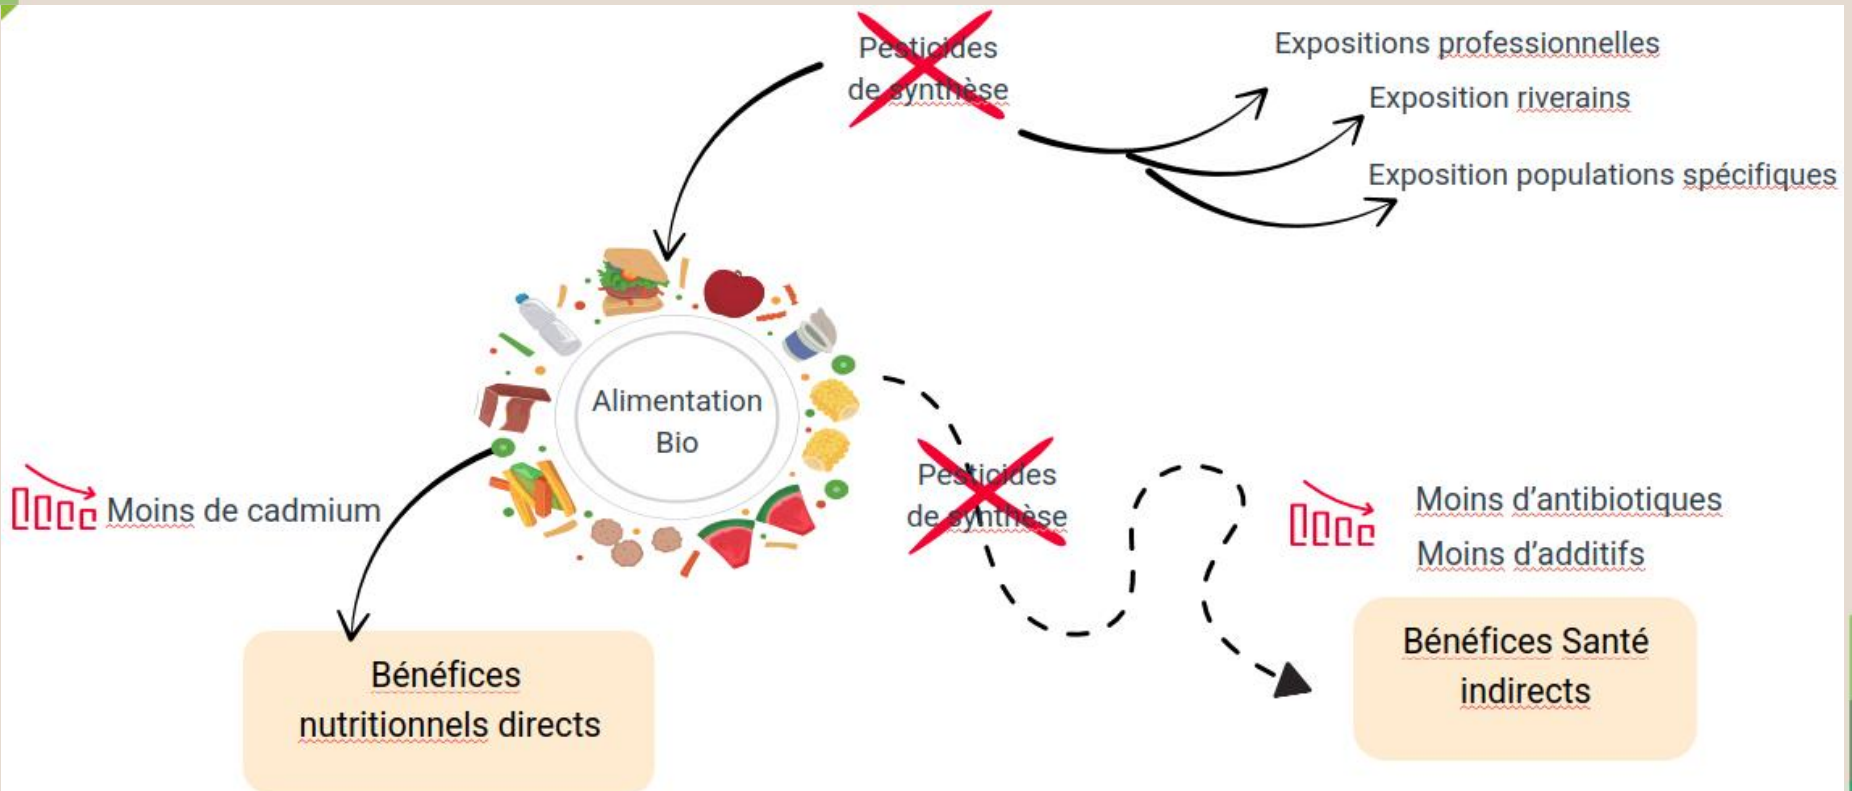 Pesticides
de synthèse
Expositions professionnelles
Exposition riverains
Exposition populations spécifiques
Alimentation
Bio
Moins de cadmium
Pesticides
de synthèse
Moins d’antibiotiques
Moins d’additifs
Bénéfices
nutritionnels directs
Bénéfices Santé
indirects